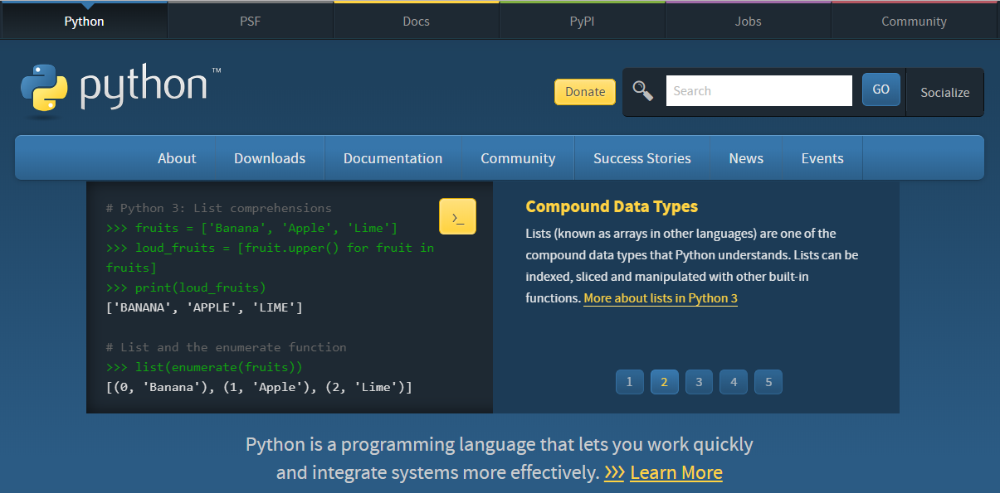 Python PSF Docs PyPI Jobs Community
python™
Donate Search GO Socialize
About Downloads Documentation Community Success Stories News Events
# Python 3: List comprehensions
>>> fruits = ['Banana', 'Apple', 'Lime']
>>> loud_fruits = [fruit.upper() for fruit in
fruits]
>>> print(loud_fruits)
['BANANA', 'APPLE', 'LIME']
# List and the enumerate function
>>> list(enumerate(fruits))
[(0, 'Banana'), (1, 'Apple'), (2, 'Lime')]
>_
Compound Data Types
Lists (known as arrays in other languages) are one of the
compound data types that Python understands. Lists can be
indexed, sliced and manipulated with other built-in
functions. More about lists in Python 3
1 2 3 4 5
Python is a programming language that lets you work quickly
and integrate systems more effectively. >>> Learn More